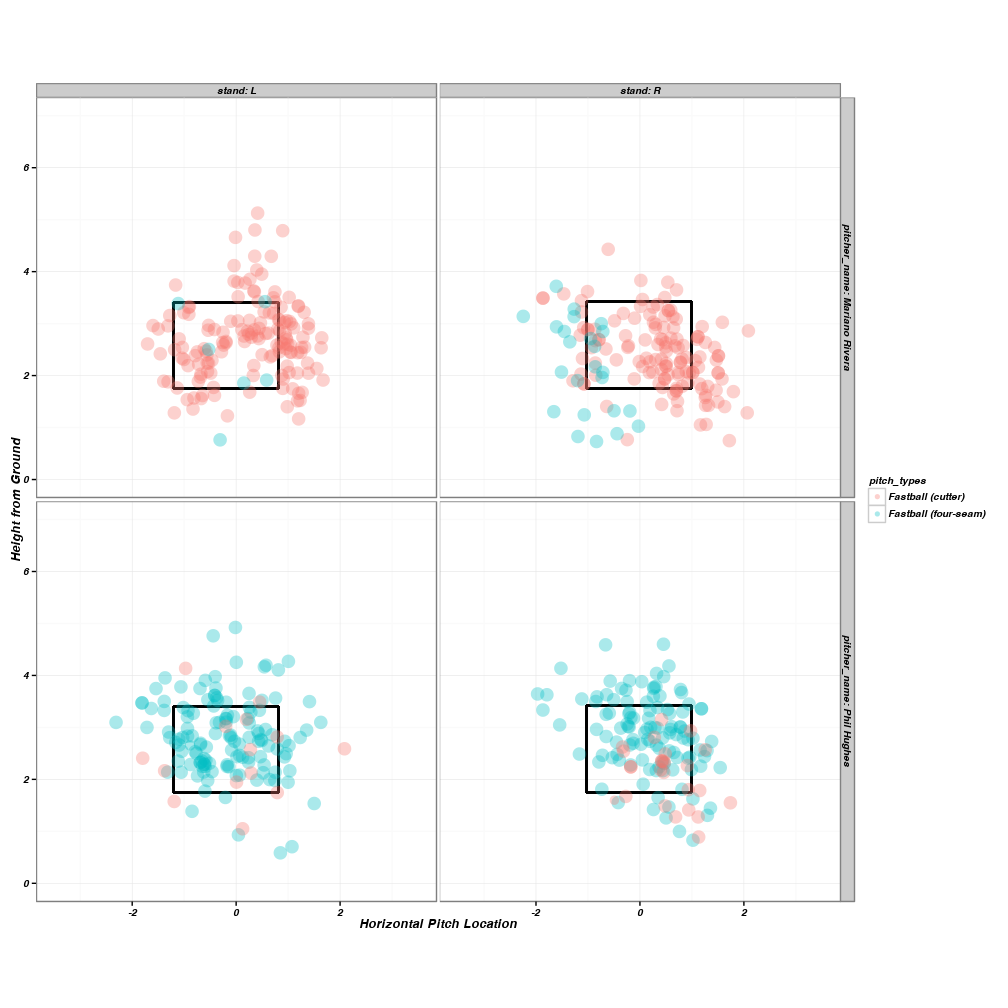 stand: L
stand: R
6
4
2
0
pitcher_name: Mariano Rivera
6
4
2
0
pitcher_name: Phil Hughes
-2
0
2
-2
0
2
Height from Ground
Horizontal Pitch Location
pitch_types
Fastball (cutter)
Fastball (four-seam)